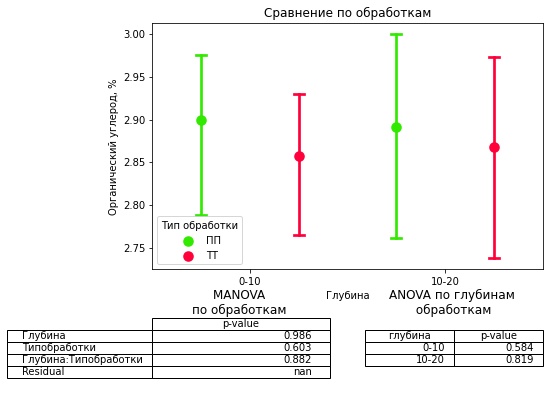 Сравнение по обработкам
3.00
2.95
2.90
2.85
2.80
2.75
Органический углерод, %
Тип обработки
ПП
ТТ
0-10
10-20
Глубина
MANOVA
по обработкам
p-value
Глубина 0.986
Типобработки 0.603
Глубина:Типобработки 0.882
Residual nan
ANOVA по глубинам
обработкам
глубина p-value
0-10 0.584
10-20 0.819